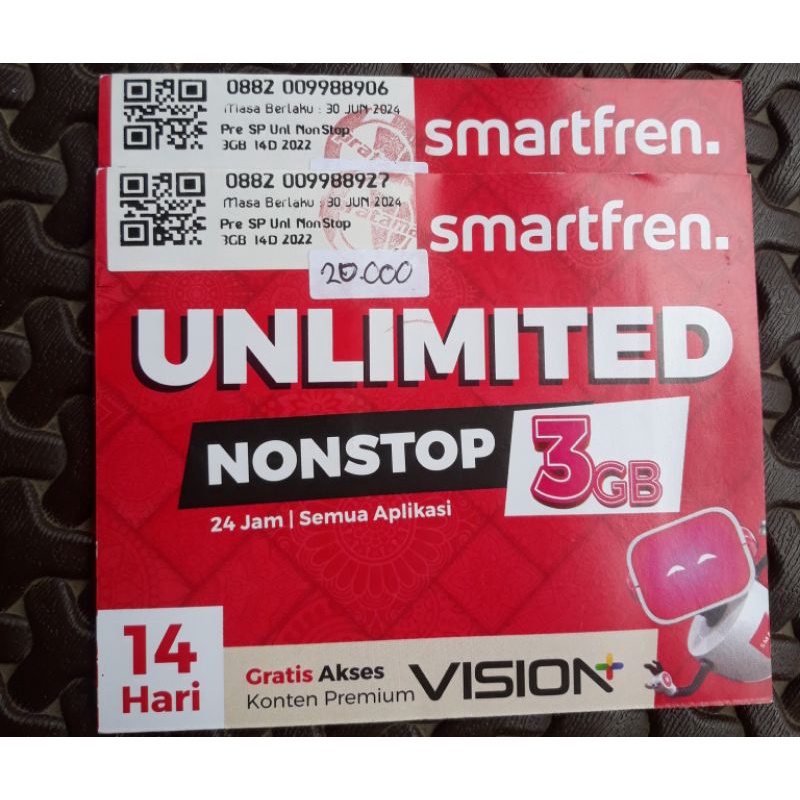 0882 009988906
Masa Berlaku : 30 JUN 2024
Pre SP Unl NonStop
3GB 14D 2022
smartfren.
0882 009988927
Masa Berlaku : 30 JUN 2024
Pre SP Unl NonStop
3GB 14D 2022
smartfren.
20.000
UNLIMITED
NONSTOP 3GB
24 Jam | Semua Aplikasi
14
Hari
Gratis Akses
Konten Premium
VISION+